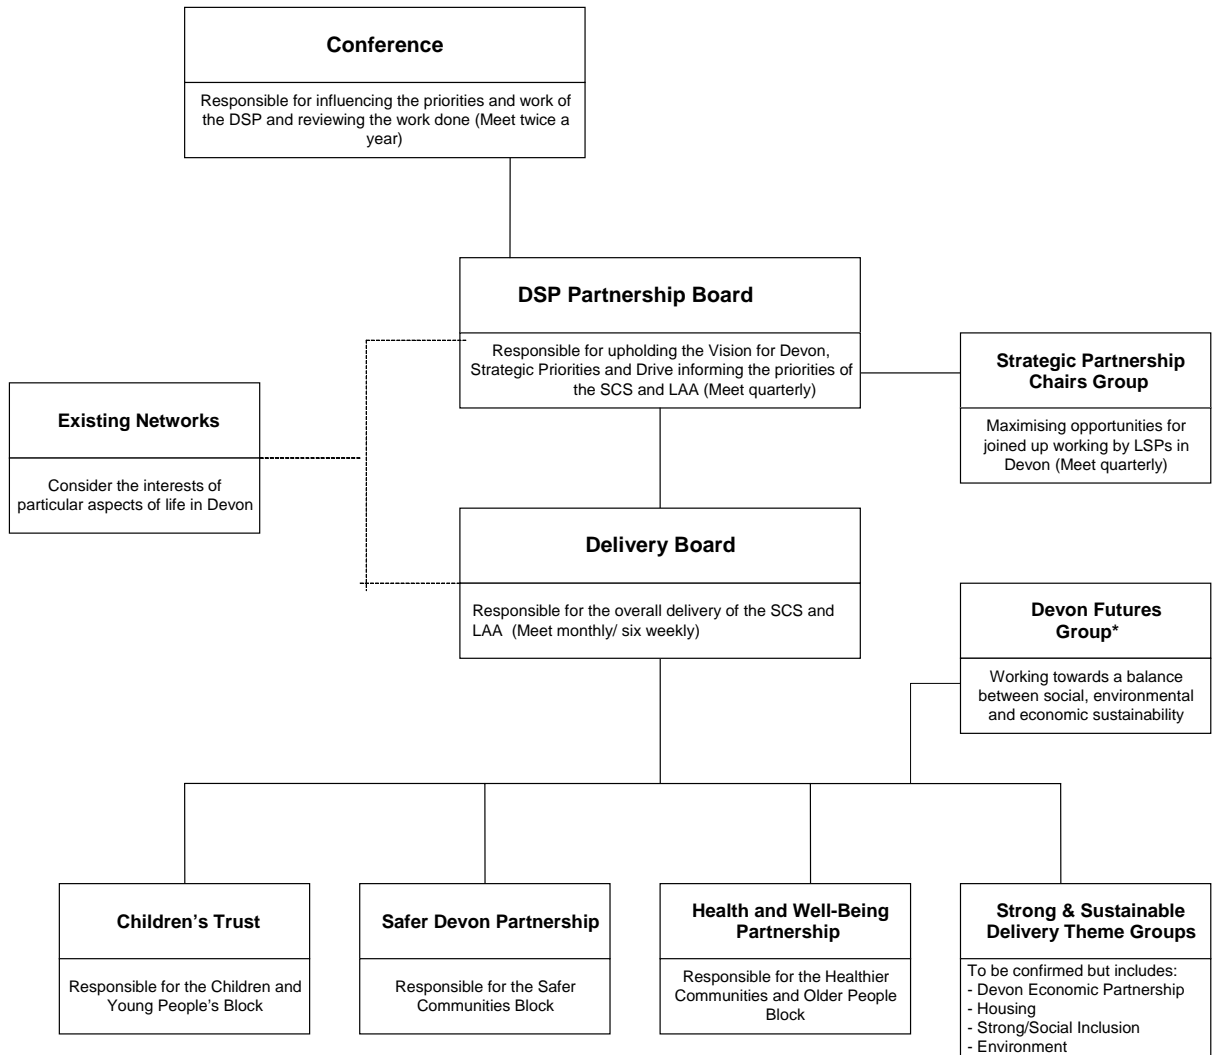 Conference
Responsible for influencing the priorities and work of
the DSP and reviewing the work done (Meet twice a
year)
DSP Partnership Board
Responsible for upholding the Vision for Devon,
Strategic Priorities and Drive informing the priorities of
the SCS and LAA (Meet quarterly)
Strategic Partnership
Chairs Group
Maximising opportunities for
joined up working by LSPs in
Devon (Meet quarterly)
Existing Networks
Consider the interests of
particular aspects of life in Devon
Delivery Board
Responsible for the overall delivery of the SCS and
LAA (Meet monthly/ six weekly)
Devon Futures
Group*
Working towards a balance
between social, environmental
and economic sustainability
Children's Trust
Responsible for the Children and
Young People's Block
Safer Devon Partnership
Responsible for the Safer
Communities Block
Health and Well-Being
Partnership
Responsible for the Healthier
Communities and Older People
Block
Strong & Sustainable
Delivery Theme Groups
To be confirmed but includes:
- Devon Economic Partnership
- Housing
- Strong/Social Inclusion
- Environment